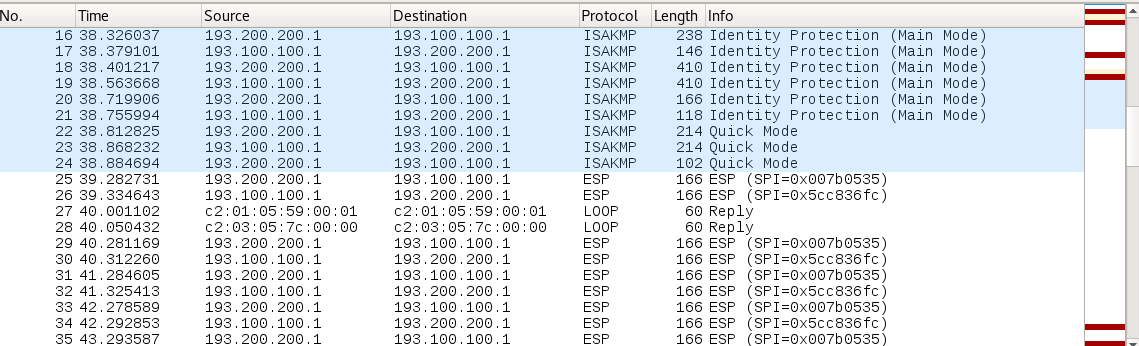 No. Time Source Destination Protocol Length Info
16 38.326037 193.200.200.1 193.100.100.1 ISAKMP 238 Identity Protection (Main Mode)
17 38.379101 193.100.100.1 193.200.200.1 ISAKMP 146 Identity Protection (Main Mode)
18 38.401217 193.200.200.1 193.100.100.1 ISAKMP 410 Identity Protection (Main Mode)
19 38.563668 193.100.100.1 193.200.200.1 ISAKMP 410 Identity Protection (Main Mode)
20 38.719906 193.200.200.1 193.100.100.1 ISAKMP 166 Identity Protection (Main Mode)
21 38.755994 193.100.100.1 193.200.200.1 ISAKMP 118 Identity Protection (Main Mode)
22 38.812825 193.200.200.1 193.100.100.1 ISAKMP 214 Quick Mode
23 38.868232 193.100.100.1 193.200.200.1 ISAKMP 214 Quick Mode
24 38.884694 193.200.200.1 193.100.100.1 ISAKMP 102 Quick Mode
25 39.282731 193.200.200.1 193.100.100.1 ESP 166 ESP (SPI=0x007b0535)
26 39.334643 193.100.100.1 193.200.200.1 ESP 166 ESP (SPI=0x5cc836fc)
27 40.001102 c2:01:05:59:00:01 c2:01:05:59:00:01 LOOP 60 Reply
28 40.050432 c2:03:05:7c:00:00 c2:03:05:7c:00:00 LOOP 60 Reply
29 40.281169 193.200.200.1 193.100.100.1 ESP 166 ESP (SPI=0x007b0535)
30 40.312260 193.100.100.1 193.200.200.1 ESP 166 ESP (SPI=0x5cc836fc)
31 41.284605 193.200.200.1 193.100.100.1 ESP 166 ESP (SPI=0x007b0535)
32 41.325413 193.100.100.1 193.200.200.1 ESP 166 ESP (SPI=0x5cc836fc)
33 42.278589 193.200.200.1 193.100.100.1 ESP 166 ESP (SPI=0x007b0535)
34 42.292853 193.100.100.1 193.200.200.1 ESP 166 ESP (SPI=0x5cc836fc)
35 43.293587 193.200.200.1 193.100.100.1 ESP 166 ESP (SPI=0x007b0535)